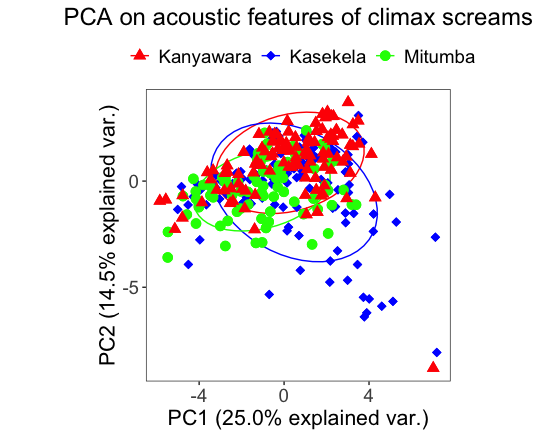 PCA on acoustic features of climax screams
Kanyawara Kasekela Mitumba
PC2 (14.5% explained var.)
0
-5
-4 0 4
PC1 (25.0% explained var.)